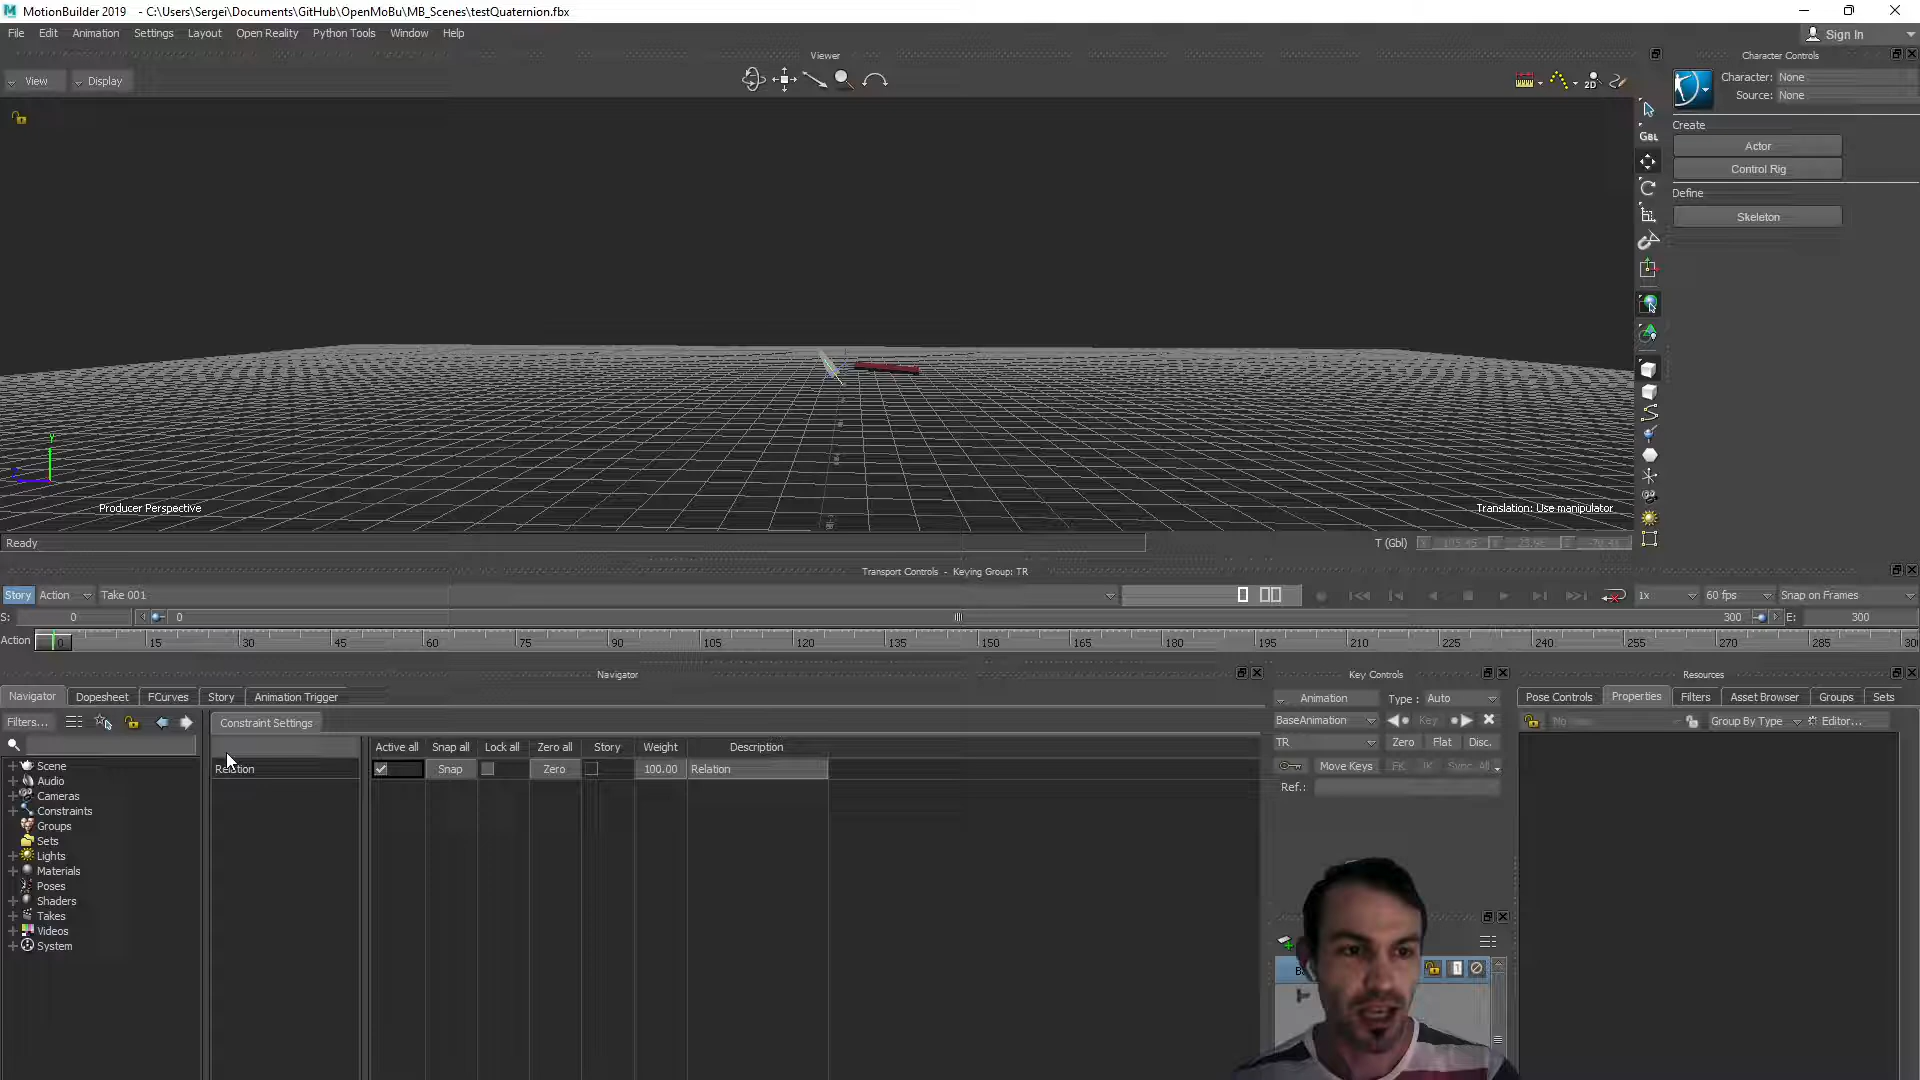 MotionBuilder 2019 - C:\Users\Sergei\Documents\GitHub\OpenMoBu\MB_Scenes\testQuaternion.fbx
File Edit Animation Settings Layout Open Reality Python Tools Window Help
Sign In
Viewer
Character Controls
View Display
2D
Character: None
Source: None
GBL
Create
Actor
Control Rig
Define
Skeleton
Y
Producer Perspective
Translation: Use manipulator
Ready
T (Gbl)
Transport Controls - Keying Group: TR
Story Action Take 001
1x 60 fps Snap on Frames
S: 0 0 300 E: 300
Action 0 15 30 45 60 75 90 105 120 135 150 165 180 195 210 225 240 255 270 285 300
Navigator
Key Controls
Resources
Navigator Dopesheet FCurves Story Animation Trigger
Animation Type : Auto
Pose Controls Properties Filters Asset Browser Groups Sets
Filters...
Constraint Settings
BaseAnimation Key
Group By Type Editor...
Active all Snap all Lock all Zero all Story Weight Description
TR Zero Flat Disc.
Relation Snap Zero 100.00 Relation
Move Keys FK IK Sync All
Ref.:
Scene
Audio
Cameras
Constraints
Groups
Sets
Lights
Materials
Poses
Shaders
Takes
Videos
System